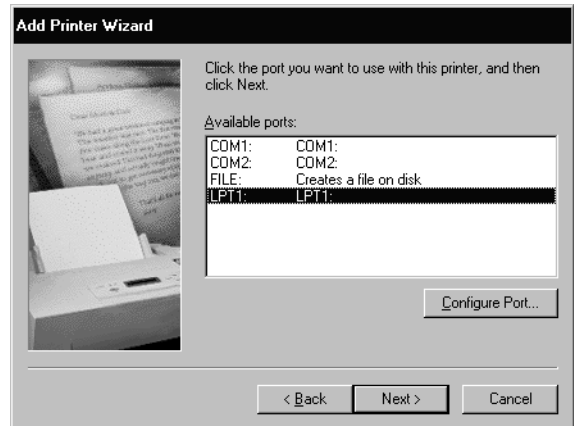 Add Printer Wizard
Click the port you want to use with this printer, and then
click Next.
Available ports:
COM1: COM1:
COM2: COM2:
FILE: Creates a file on disk
LPT1: LPT1:
Configure Port...
< Back Next > Cancel